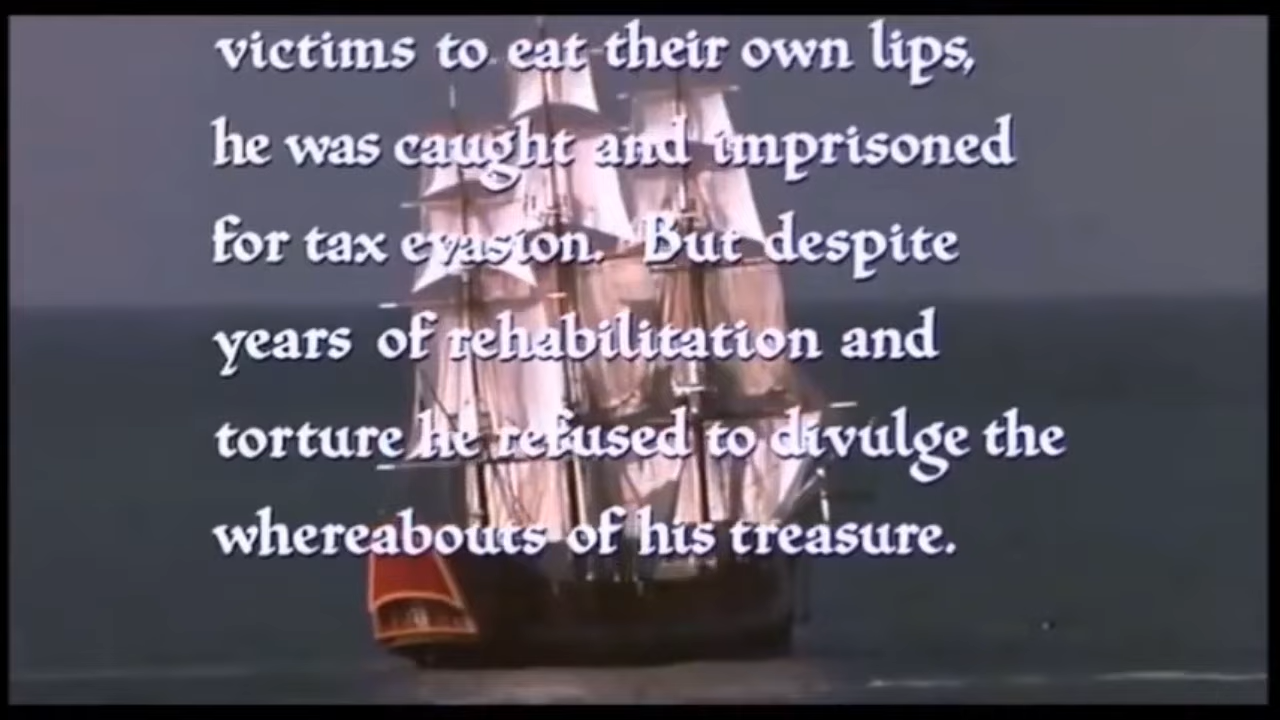 victims to eat their own lips,
he was caught and imprisoned
for tax evasion. But despite
years of rehabilitation and
torture he refused to divulge the
whereabouts of his treasure.